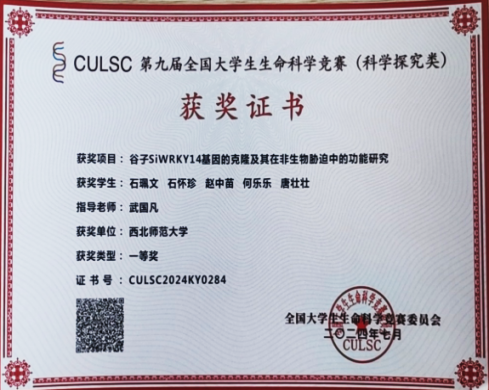 CULSC 第九届全国大学生生命科学竞赛（科学探究类）
获奖证书
获奖项目：谷子SiWRKY14基因的克隆及其在非生物胁迫中的功能研究
获奖学生：石珮文 石怀珍 赵中苗 何乐乐 唐壮壮
指导老师：武国凡
获奖单位：西北师范大学
获奖类型：一等奖
证 书 号：CULSC2024KY0284
全国大学生生命科学竞赛委员会
二〇二四年七月
CULSC